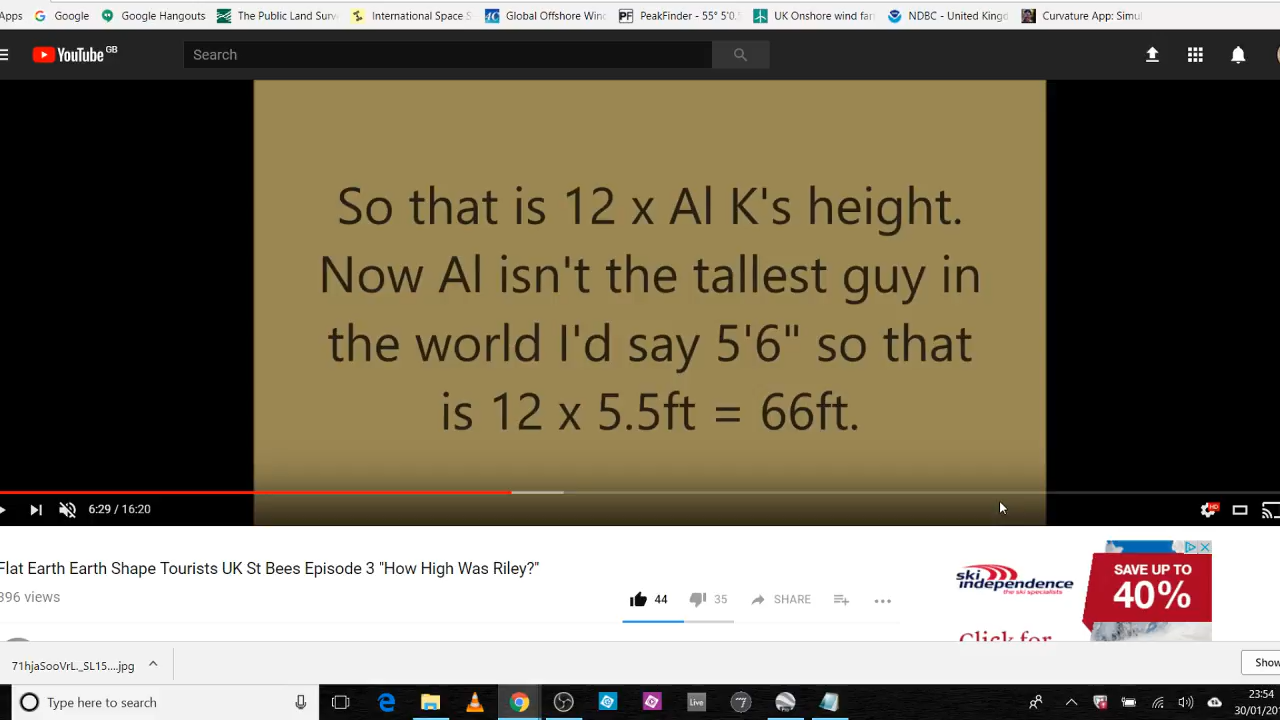 Apps Google Google Hangouts The Public Land Surv International Space S Global Offshore Wind PeakFinder - 55° 5'0. UK Onshore wind far NDBC - United Kingd Curvature App: Simul
YouTube GB
Search
So that is 12 x Al K's height.
Now Al isn't the tallest guy in
the world I'd say 5'6" so that
is 12 x 5.5ft = 66ft.
6:29 / 16:20
HD
Flat Earth Earth Shape Tourists UK St Bees Episode 3 "How High Was Riley?"
396 views
44 35 SHARE
ski independence
the ski specialists
SAVE UP TO
40%
Click for
71hjaSooVrL._SL15....jpg
Show
Type here to search
Live
23:54
30/01/20